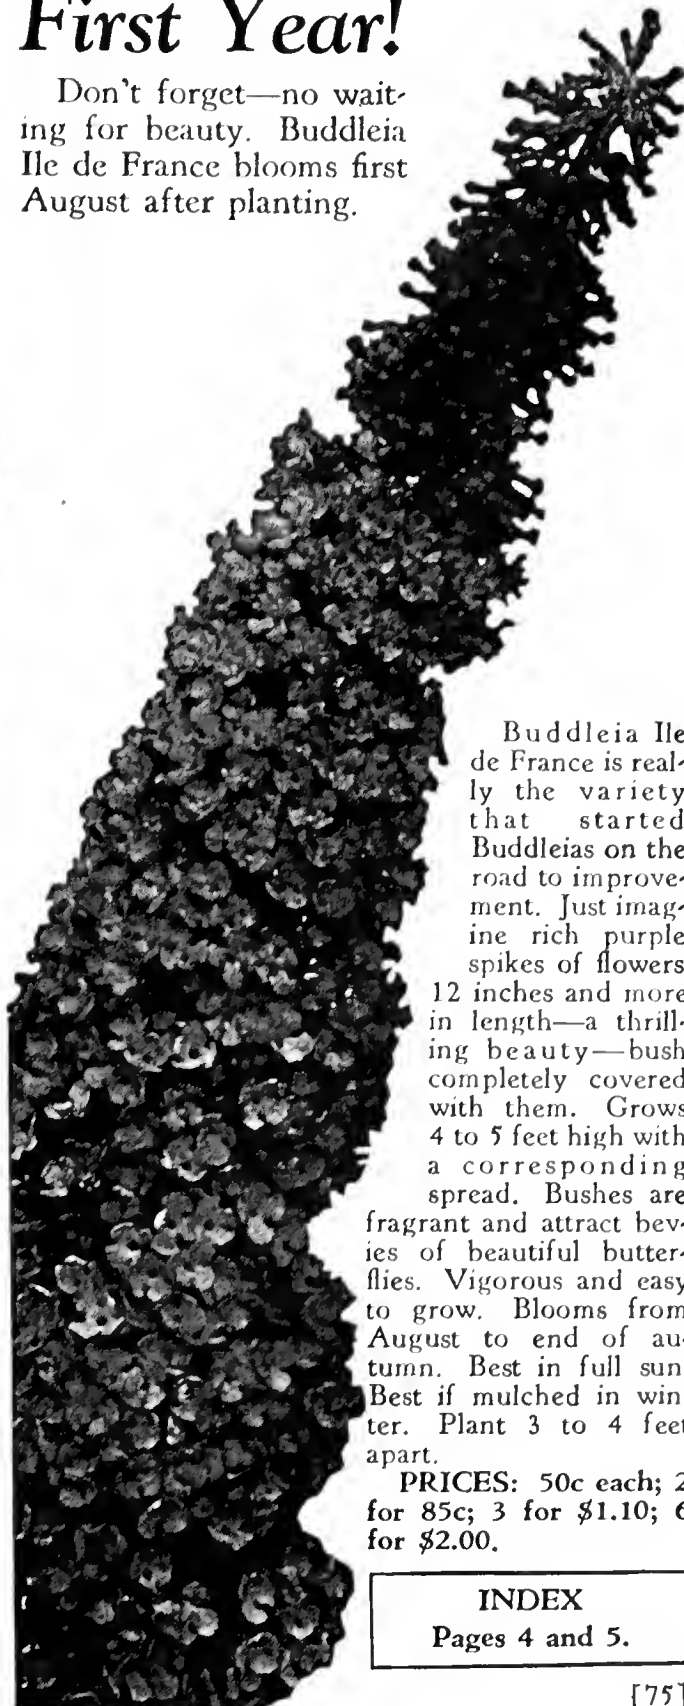 First Year!
Don't forget—no wait-
ing for beauty. Buddleia
Ile de France blooms first
August after planting.
Buddleia Ile
de France is real-
ly the variety
that started
Buddleias on the
road to improve-
ment. Just imag-
ine rich purple
spikes of flowers
12 inches and more
in length—a thrill-
ing beauty—bush
completely covered
with them. Grows
4 to 5 feet high with
a corresponding
spread. Bushes are
fragrant and attract bev-
ies of beautiful butter-
flies. Vigorous and easy
to grow. Blooms from
August to end of au-
tumn. Best in full sun
Best if mulched in win
ter. Plant 3 to 4 feet
apart.
PRICES: 50c each; 2
for 85c; 3 for $1.10; 6
for $2.00.
INDEX
Pages 4 and 5.
[75]